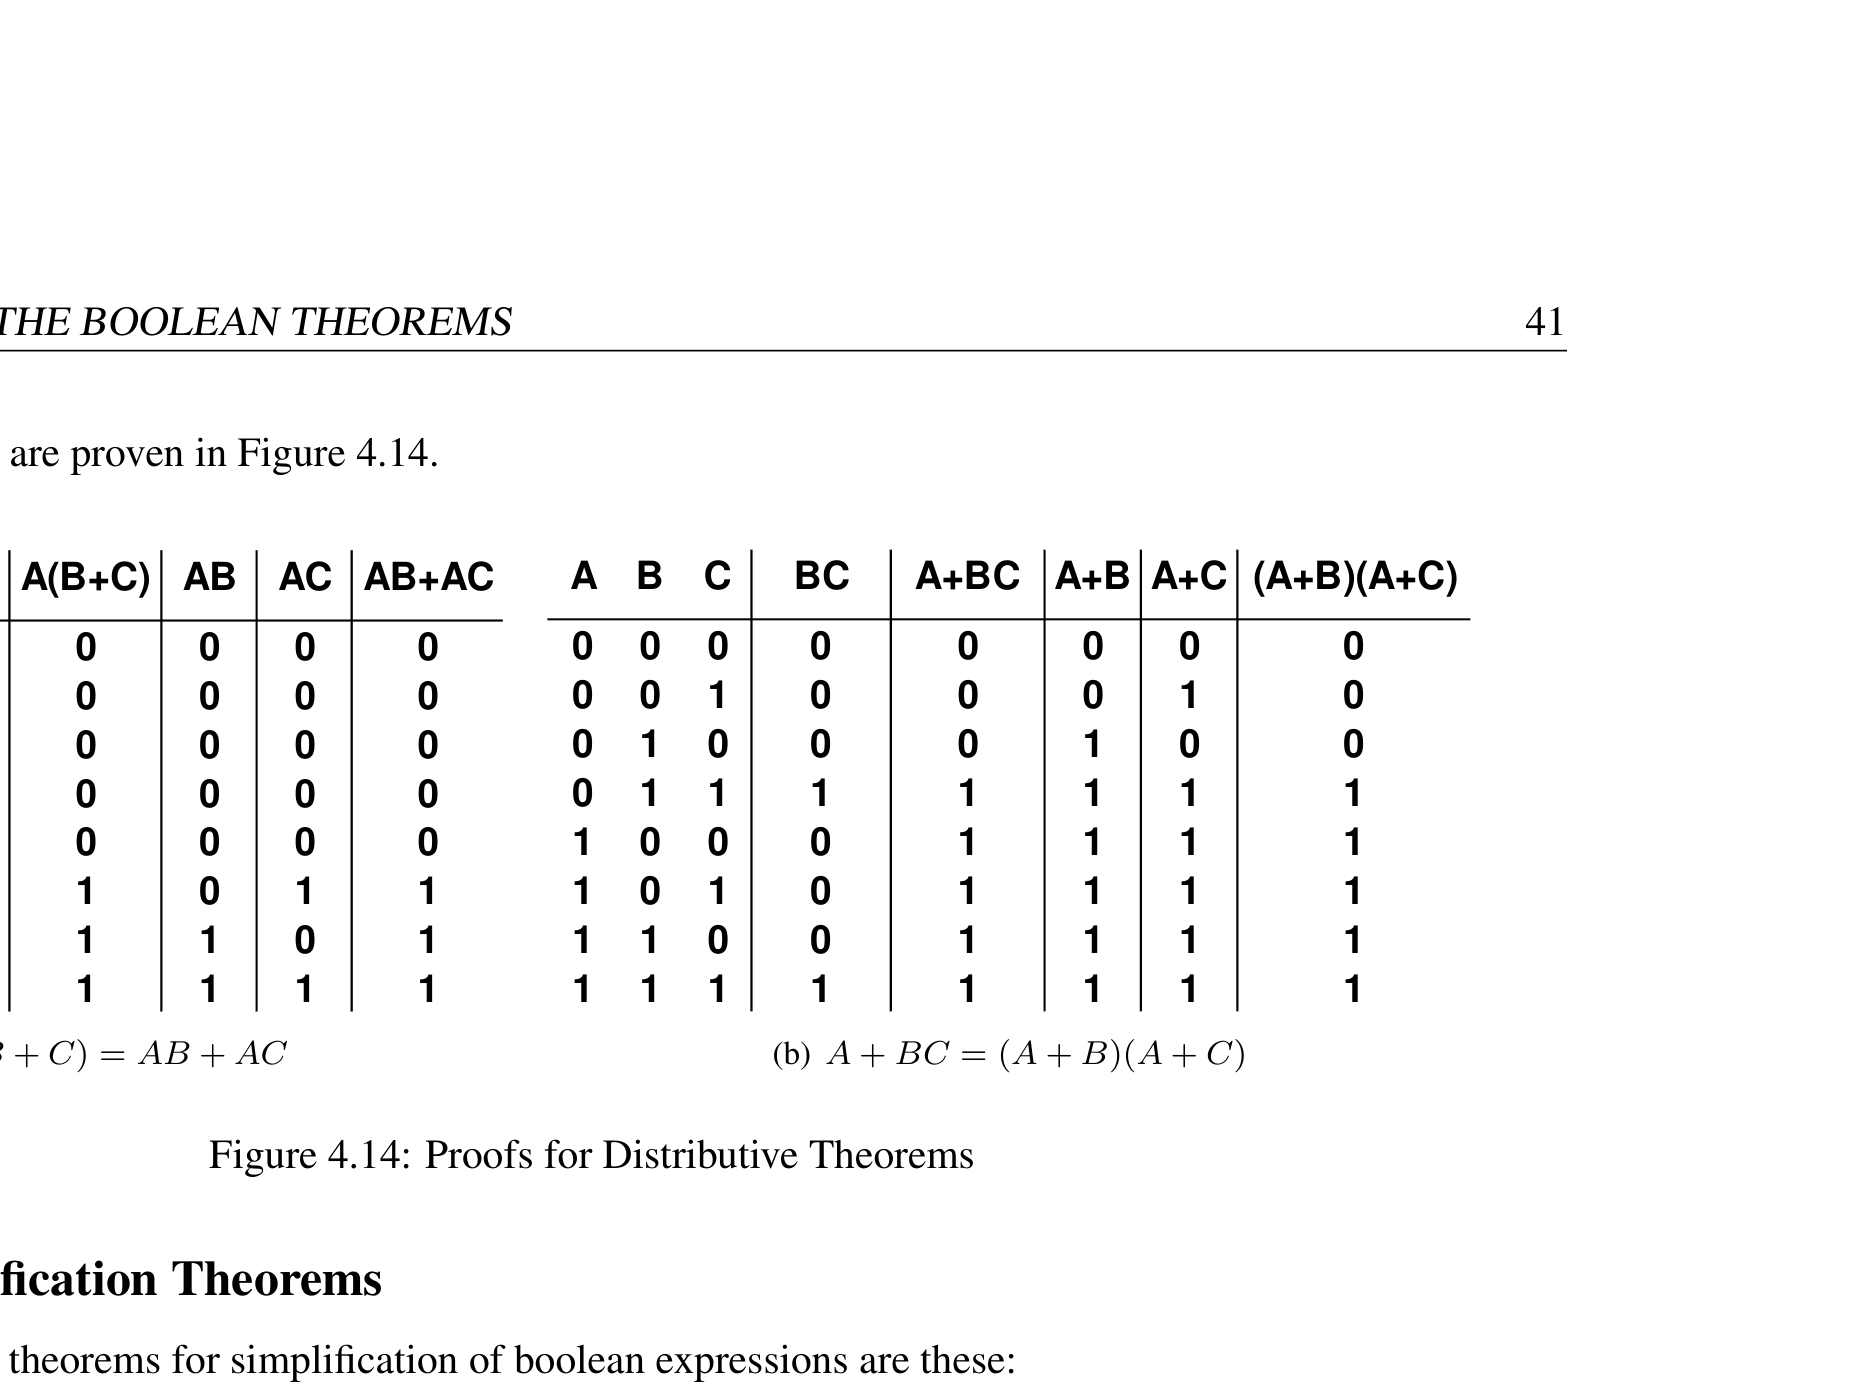 THE BOOLEAN THEOREMS 41
are proven in Figure 4.14.
A(B+C) AB AC AB+AC A B C BC A+BC A+B A+C (A+B)(A+C)
0 0 0 0 0 0 0 0 0 0 0 0
0 0 0 0 0 0 1 0 0 0 1 0
0 0 0 0 0 1 0 0 0 1 0 0
0 0 0 0 0 1 1 1 1 1 1 1
0 0 0 0 1 0 0 0 1 1 1 1
1 0 1 1 1 0 1 0 1 1 1 1
1 1 0 1 1 1 0 0 1 1 1 1
1 1 1 1 1 1 1 1 1 1 1 1
+ C) = AB + AC (b) A + BC = (A + B)(A + C)
Figure 4.14: Proofs for Distributive Theorems
fication Theorems
theorems for simplification of boolean expressions are these: